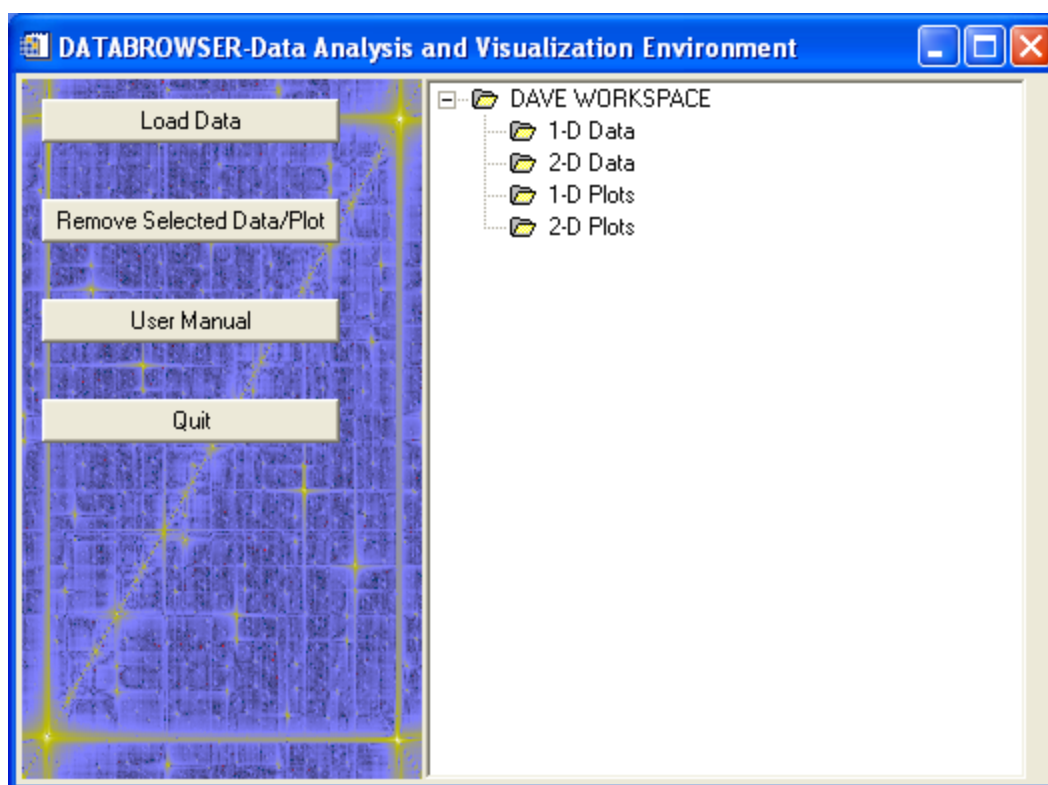 DATABROWSER-Data Analysis and Visualization Environment
Load Data
Remove Selected Data/Plot
User Manual
Quit
DAVE WORKSPACE
1-D Data
2-D Data
1-D Plots
2-D Plots